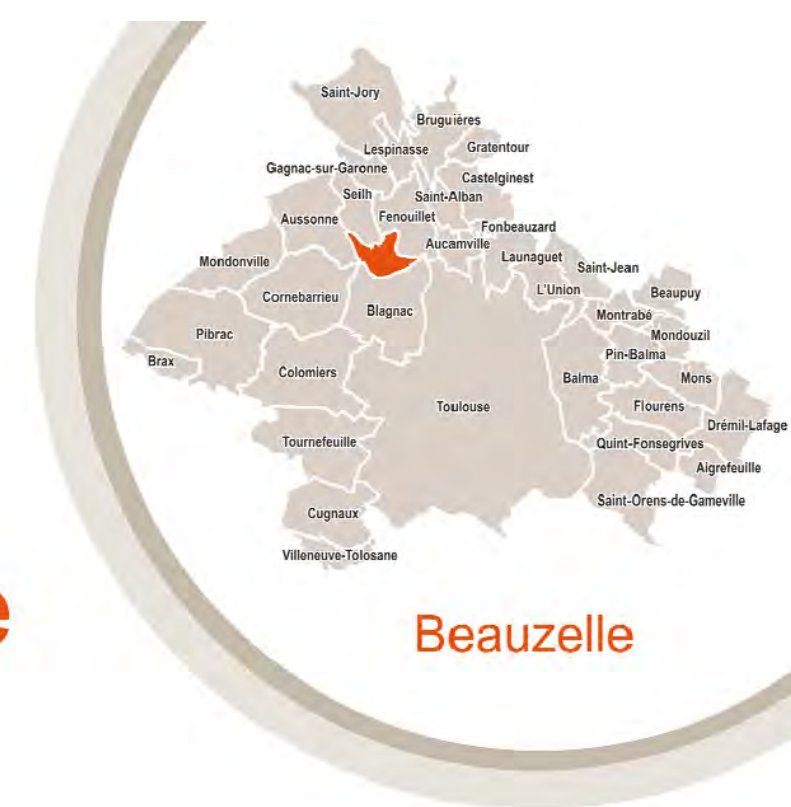 Saint-Jory
Bruguières
Lespinasse
Gratentour
Gagnac-sur-Garonne
Castelginest
Seilh
Saint-Alban
Aussonne
Fenouillet
Fonbeauzard
Aucamville
Launaguet
Saint-Jean
Mondonville
L'Union
Beaupuy
Cornebarrieu
Blagnac
Montrabé
Pibrac
Mondouzil
Pin-Balma
Brax
Colomiers
Balma
Mons
Toulouse
Flourens
Drémil-Lafage
Tournefeuille
Quint-Fonsegrives
Aigrefeuille
Saint-Orens-de-Gameville
Cugnaux
Villeneuve-Tolosane
e
Beauzelle